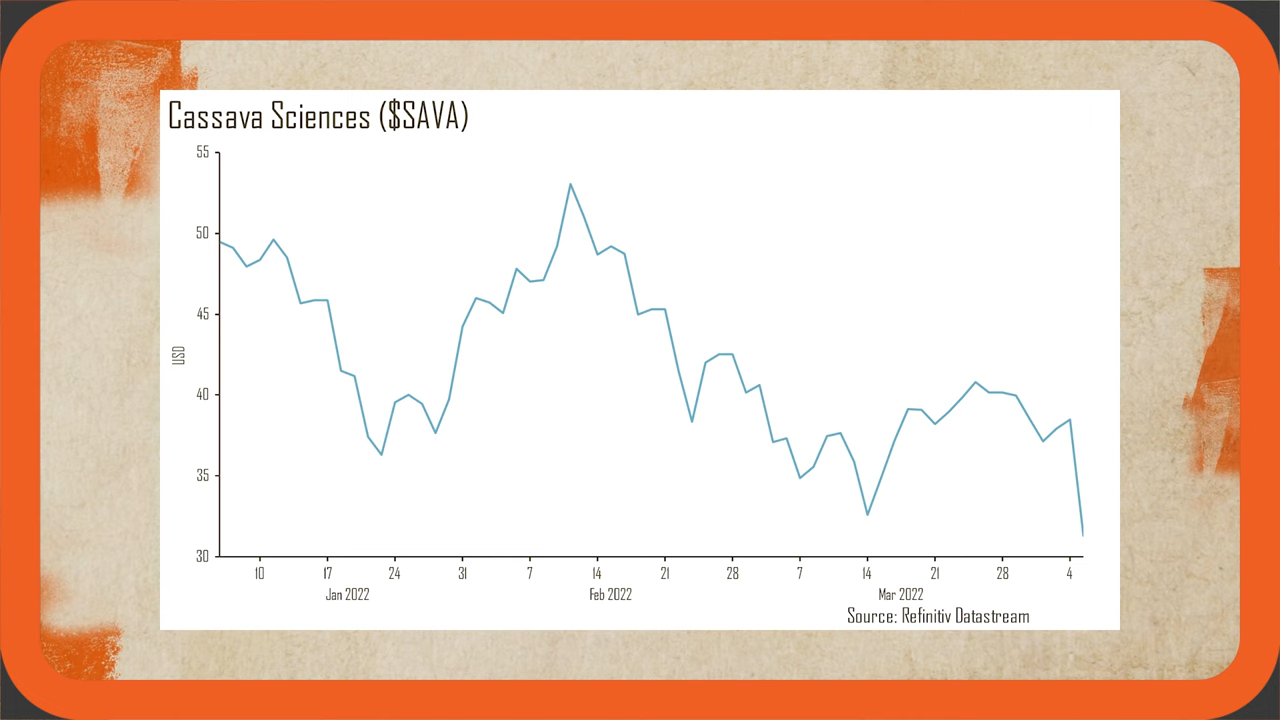 Cassava Sciences ($SAVA)
55
50
45
40
35
30
USD
10 17 24 31 7 14 21 28 7 14 21 28 4
Jan 2022 Feb 2022 Mar 2022
Source: Refinitiv Datastream